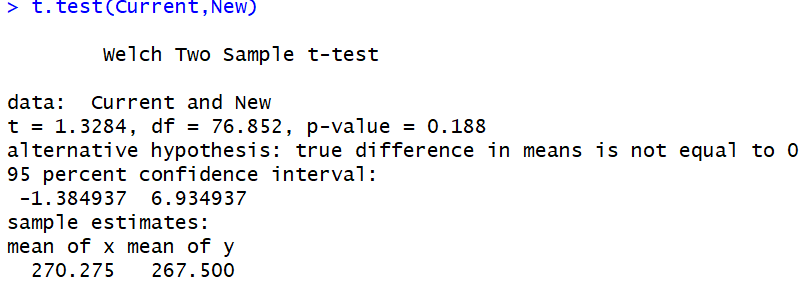 > t.test(Current,New)
Welch Two Sample t-test
data:  Current and New
t = 1.3284, df = 76.852, p-value = 0.188
alternative hypothesis: true difference in means is not equal to 0
95 percent confidence interval:
 -1.384937  6.934937
sample estimates:
mean of x mean of y
  270.275   267.500